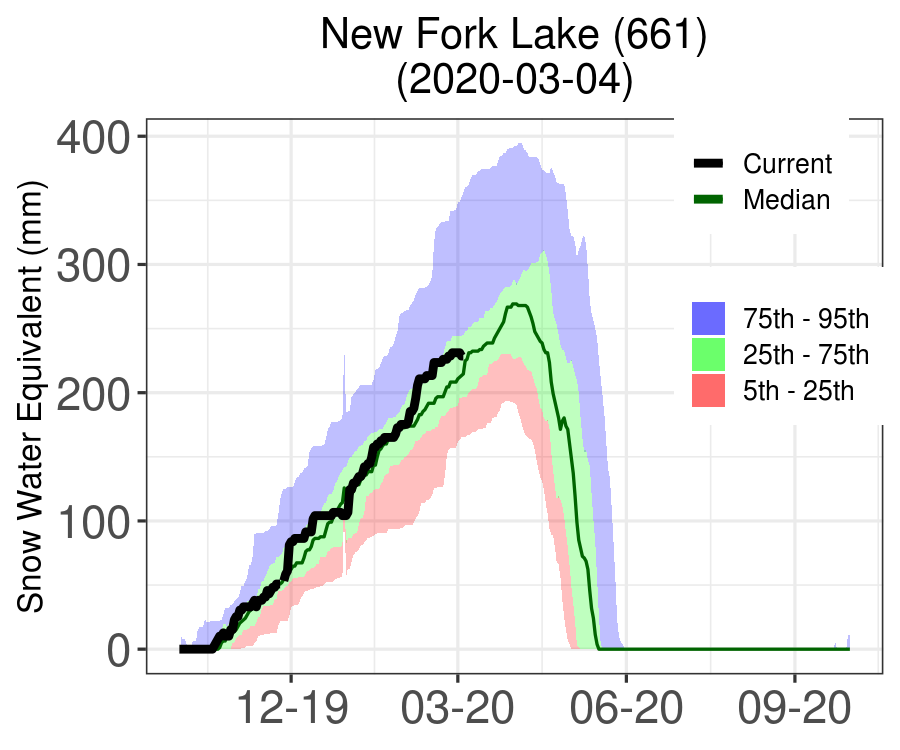 New Fork Lake (661)
(2020-03-04)
Snow Water Equivalent (mm)
400
300
200
100
0
12-19
03-20
06-20
09-20
Current
Median
75th - 95th
25th - 75th
5th - 25th